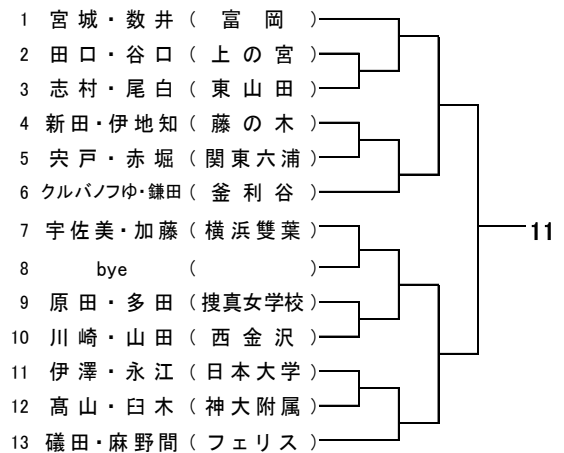 1 宮城・数井 ( 富岡 )
2 田口・谷口 ( 上の宮 )
3 志村・尾白 ( 東山田 )
4 新田・伊地知 ( 藤の木 )
5 宍戸・赤堀 ( 関東六浦 )
6 クルバノフゆ・鎌田 ( 釜利谷 )
7 宇佐美・加藤 ( 横浜雙葉 )
11
8 bye ( )
9 原田・多田 ( 捜真女学校 )
10 川崎・山田 ( 西金沢 )
11 伊澤・永江 ( 日本大学 )
12 髙山・臼木 ( 神大附属 )
13 礒田・麻野間 ( フェリス )